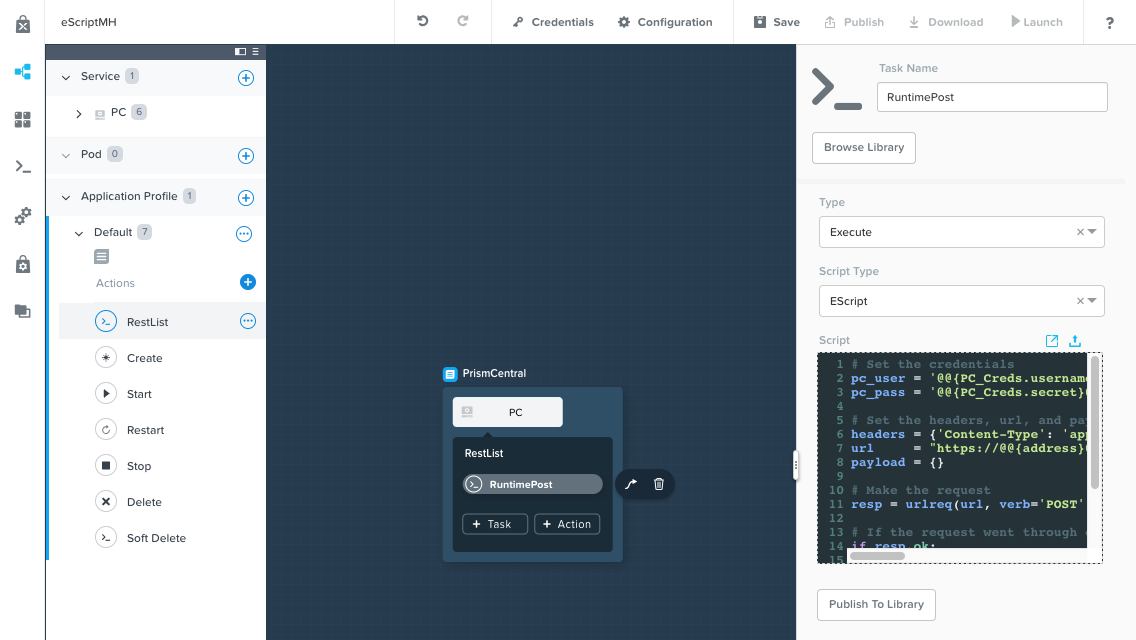 eScriptMH
Credentials
Configuration
Save
Publish
Download
Launch
?
Service 1
PC 6
Pod 0
Application Profile 1
Default 7
Actions
RestList
Create
Start
Restart
Stop
Delete
Soft Delete
PrismCentral
PC
RestList
RuntimePost
+ Task
+ Action
Task Name
RuntimePost
Browse Library
Type
Execute
Script Type
EScript
Script
1 # Set the credentials
2 pc_user = '@@{PC_Creds.username
3 pc_pass = '@@{PC_Creds.secret}
4
5 # Set the headers, url, and pa
6 headers = {'Content-Type': 'ap
7 url = "https://@@{address}
8 payload = {}
9
10 # Make the request
11 resp = urlreq(url, verb='POST'
12
13 # If the request went through
14 if resp.ok:
15
Publish To Library